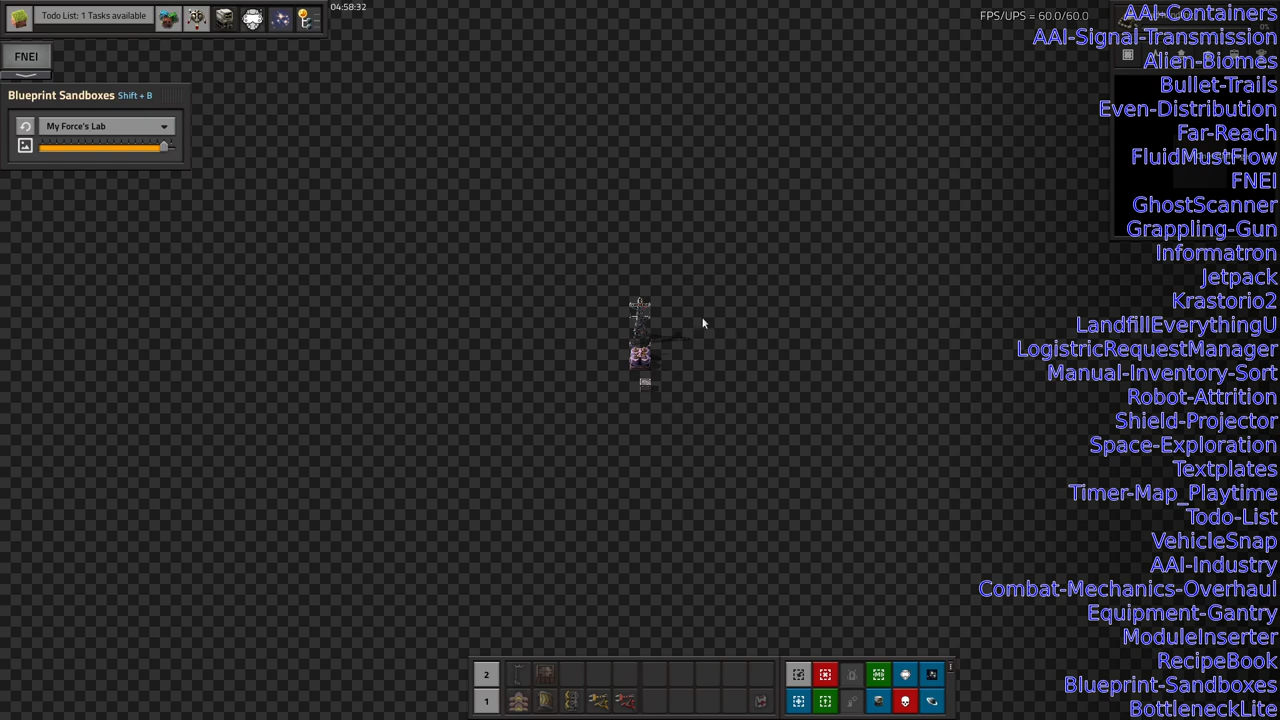 Todo List: 1 Tasks available
04:58:32
FPS/UPS = 60.0/60.0
FNEI
Blueprint Sandboxes Shift + B
My Force's Lab
2
1
AAI-Containers
AAI-Signal-Transmission
Alien-Biomes
Bullet-Trails
Even-Distribution
Far-Reach
FluidMustFlow
FNEI
GhostScanner
Grappling-Gun
Informatron
Jetpack
Krastorio2
LandfillEverythingU
LogistricRequestManager
Manual-Inventory-Sort
Robot-Attrition
Shield-Projector
Space-Exploration
Textplates
Timer-Map_Playtime
Todo-List
VehicleSnap
AAI-Industry
Combat-Mechanics-Overhaul
Equipment-Gantry
ModuleInserter
RecipeBook
Blueprint-Sandboxes
BottleneckLite